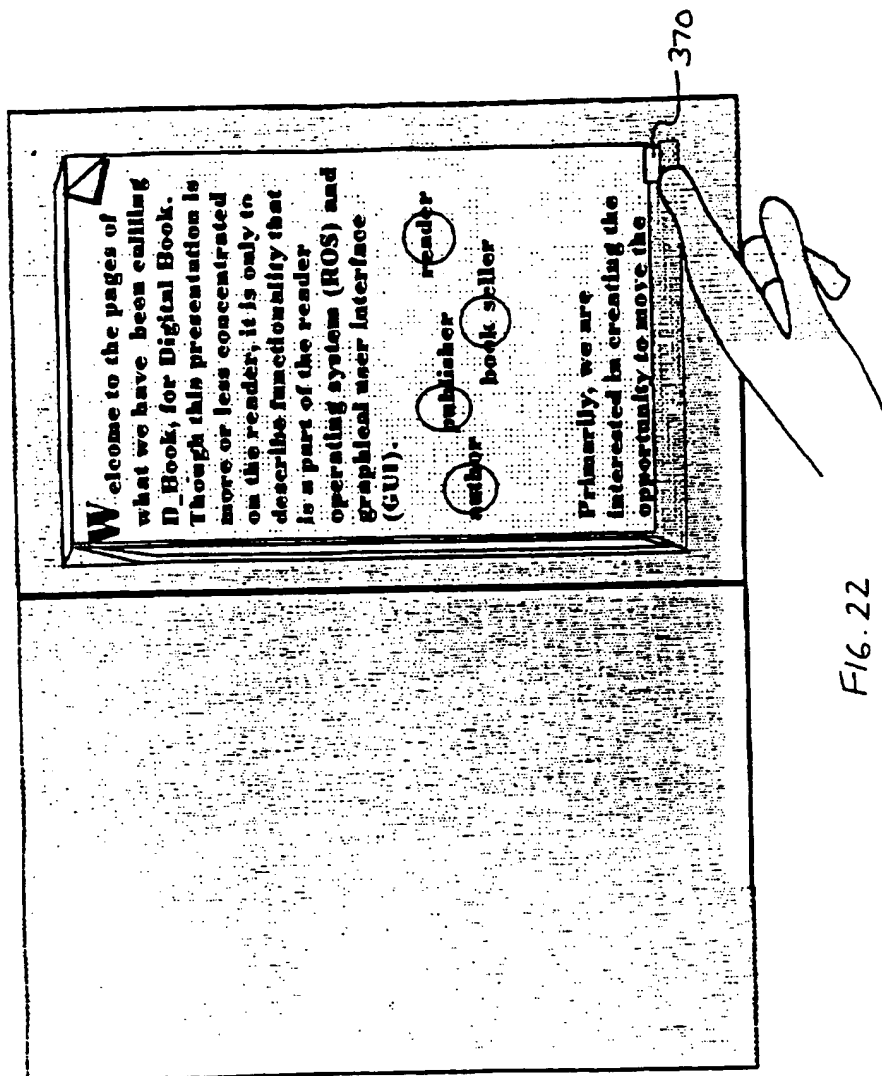 Welcome to the pages of
what we have been calling
D_Book, for Digital Book.
Though this presentation is
more or less concentrated
on the reader, it is only to
describe functionality that
is a part of the reader
operating system (ROS) and
graphical user interface
(GUI).
author
publisher
book seller
reader
Primarily, we are
interested in creating the
opportunity to move the
370
FIG. 22